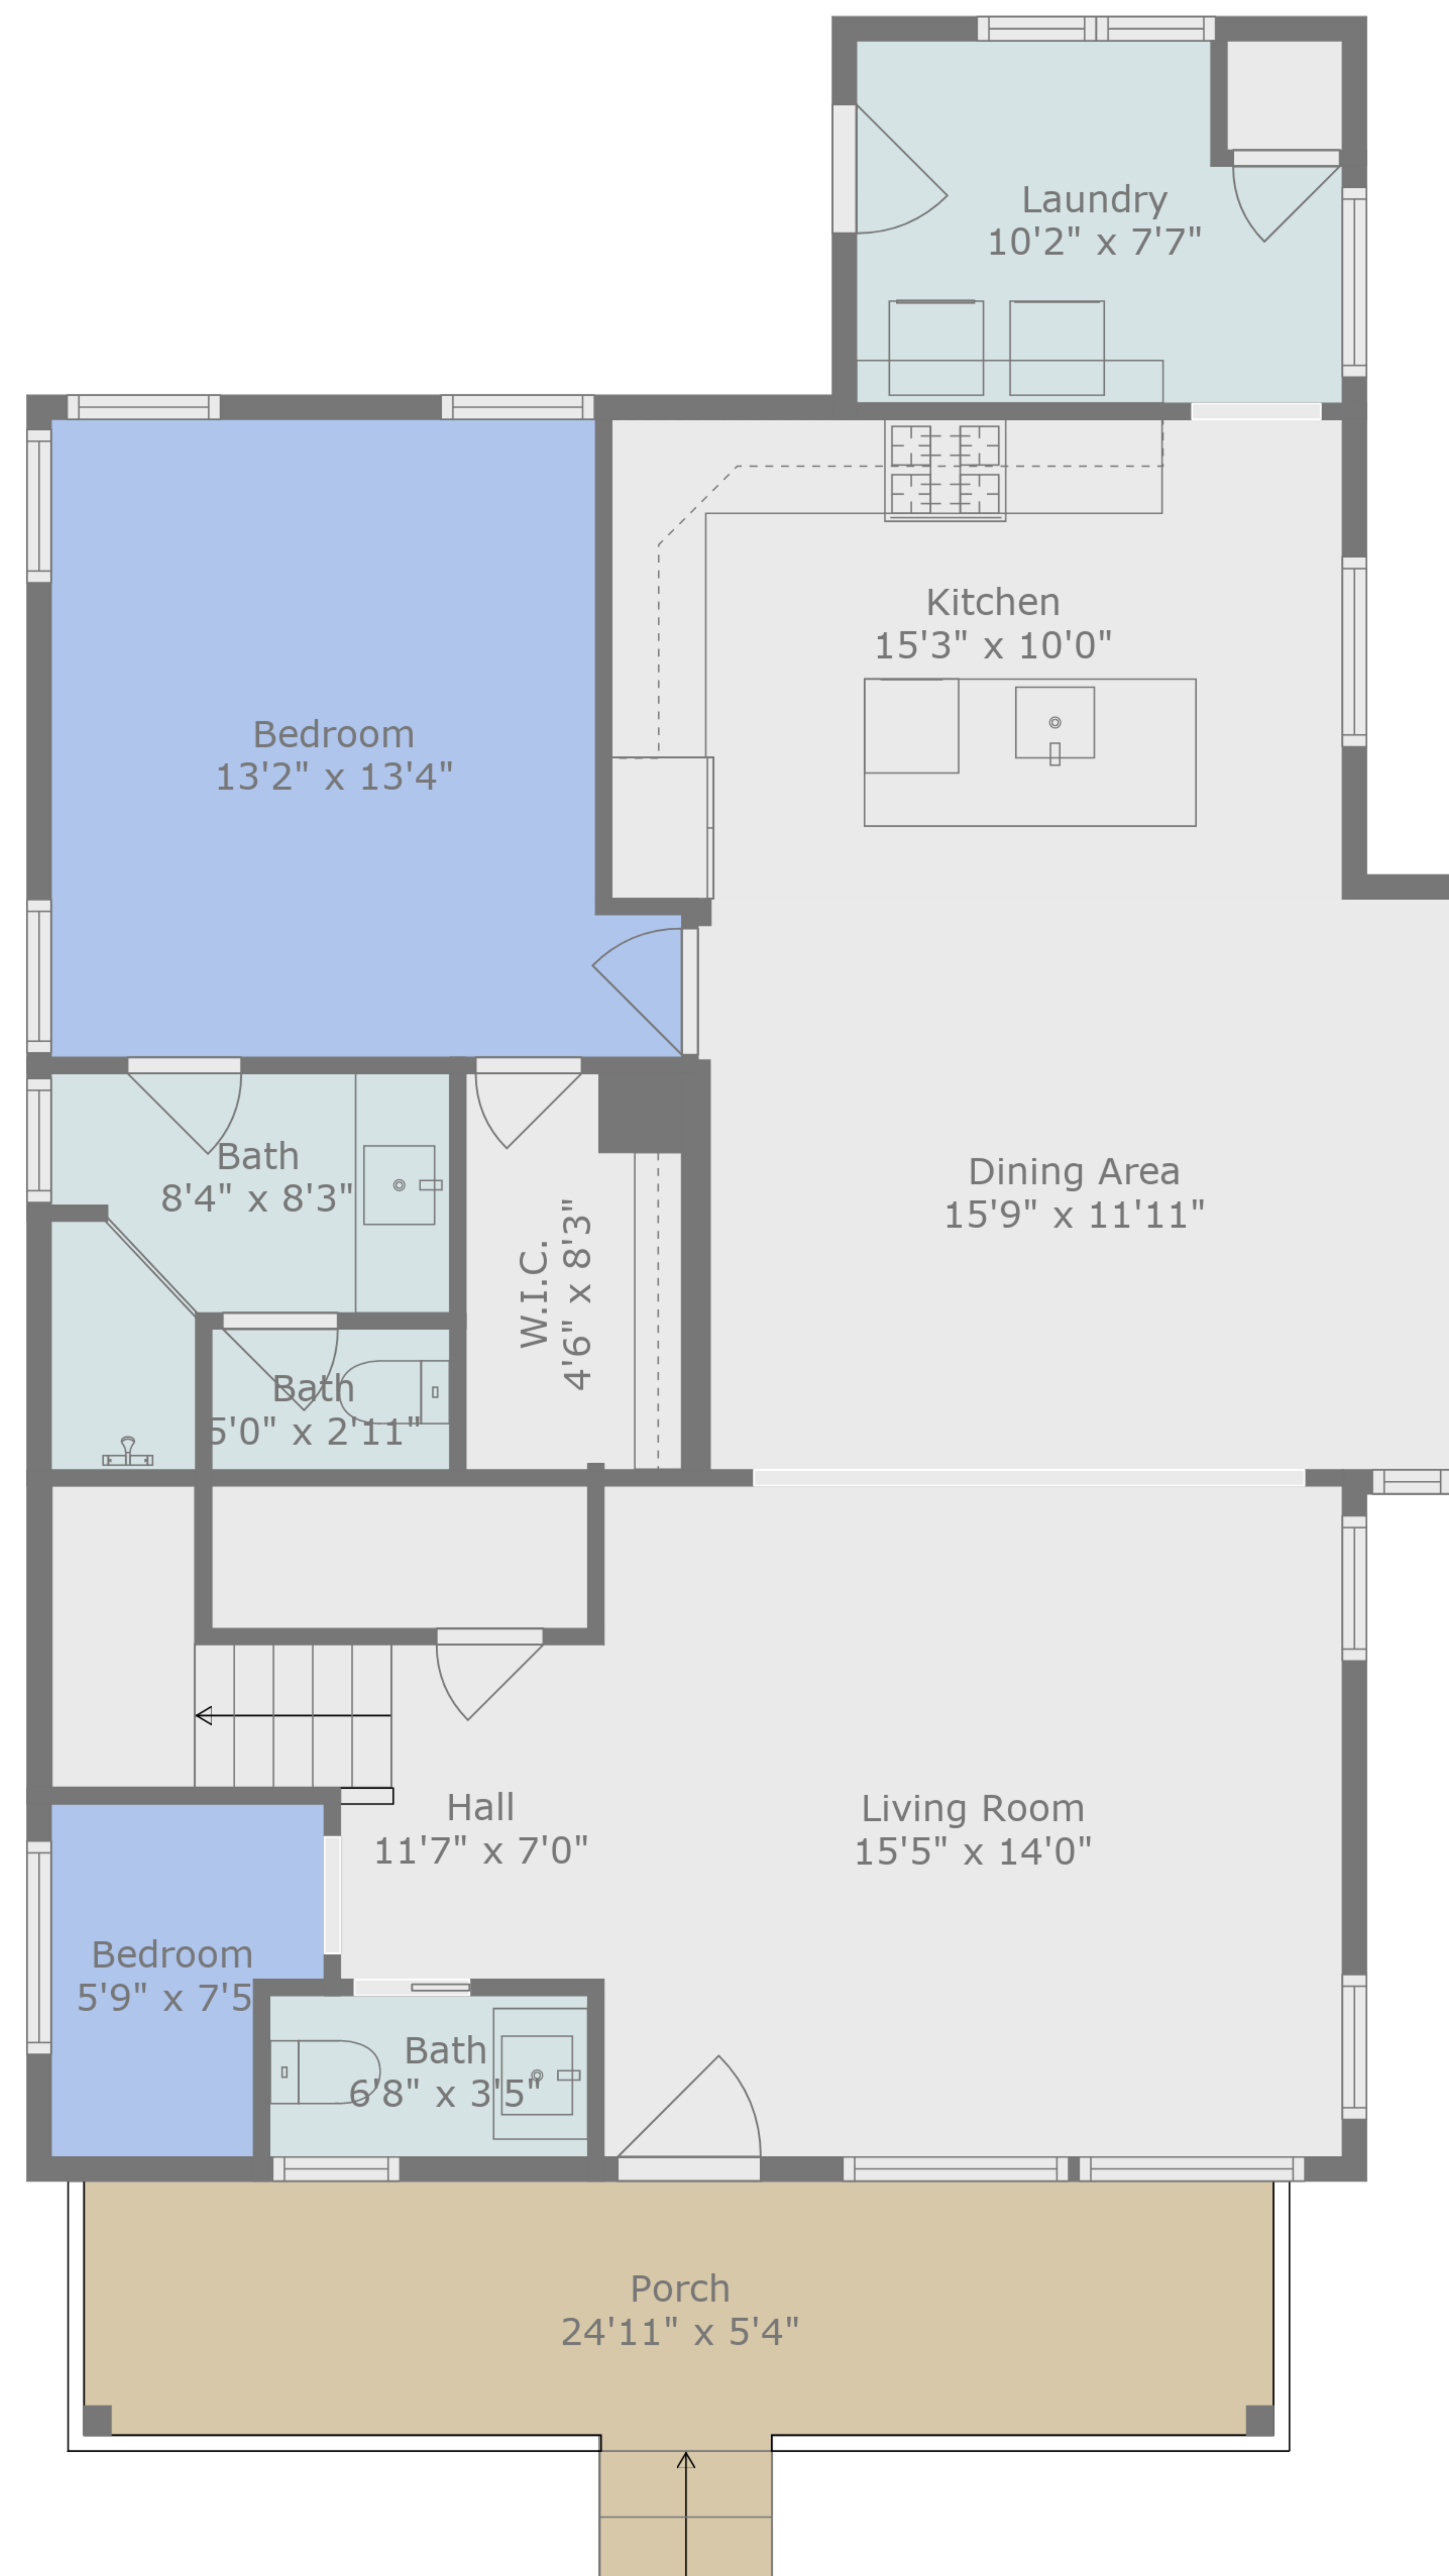 Laundry
10'2" x 7'7"
Kitchen
15'3" x 10'0"
Bedroom
13'2" x 13'4"
Bath
8'4" x 8'3"
W.I.C.
4'6" x 8'3"
Dining Area
15'9" x 11'11"
Bath
5'0" x 2'11"
Hall
11'7" x 7'0"
Living Room
15'5" x 14'0"
Bedroom
5'9" x 7'5
Bath
6'8" x 3'5"
Porch
24'11" x 5'4"